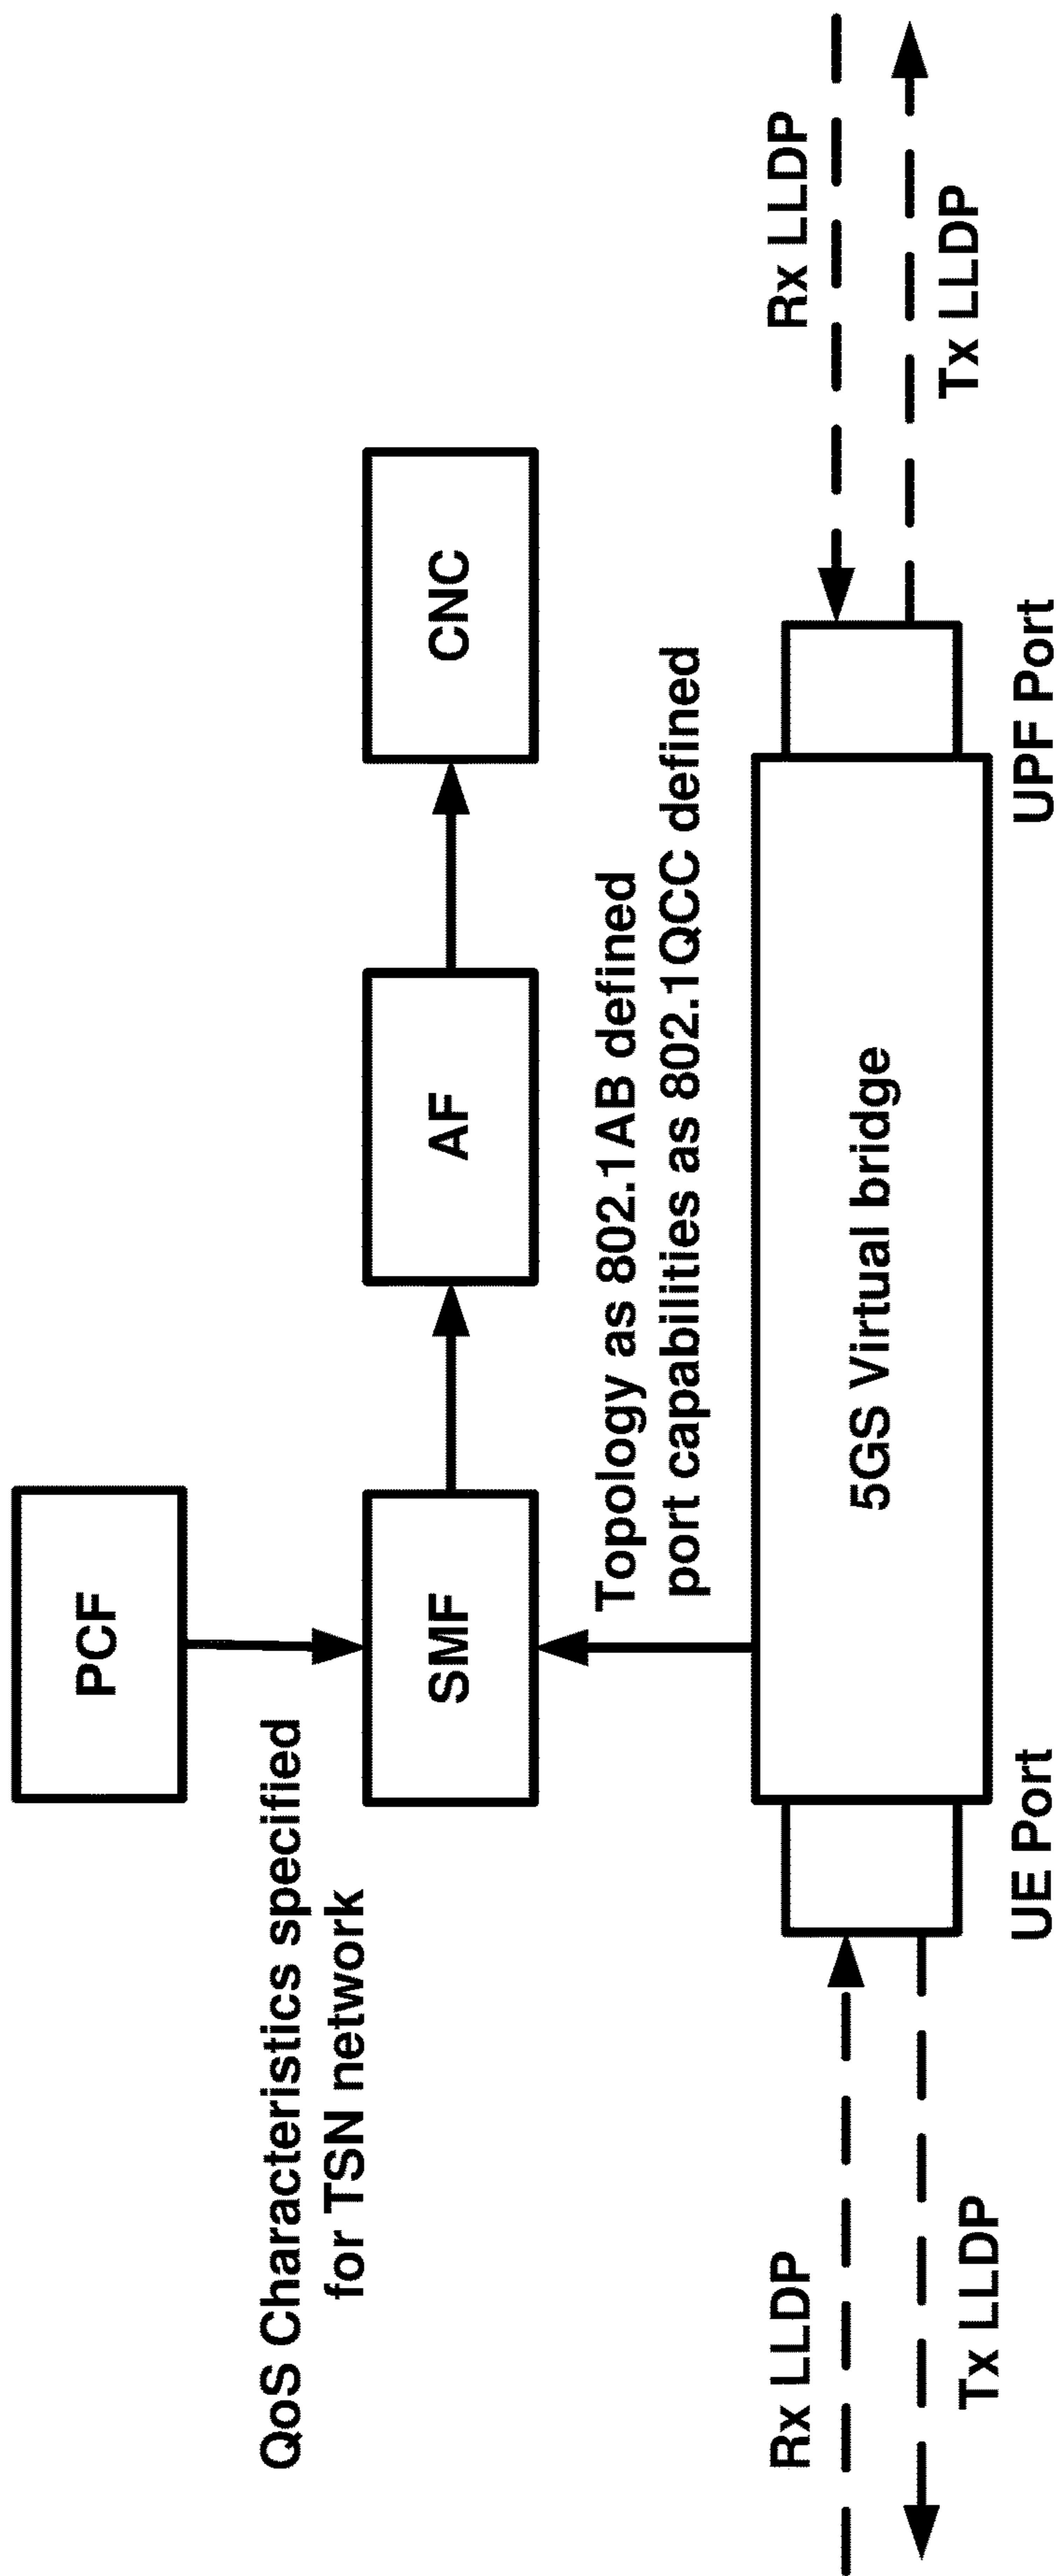 PCF
QoS Characteristics specified
for TSN network
SMF
AF
CNC
Topology as 802.1AB defined
port capabilities as 802.1QCC defined
Rx LLDP
Tx LLDP
5GS Virtual bridge
UE Port
UPF Port
Rx LLDP
Tx LLDP